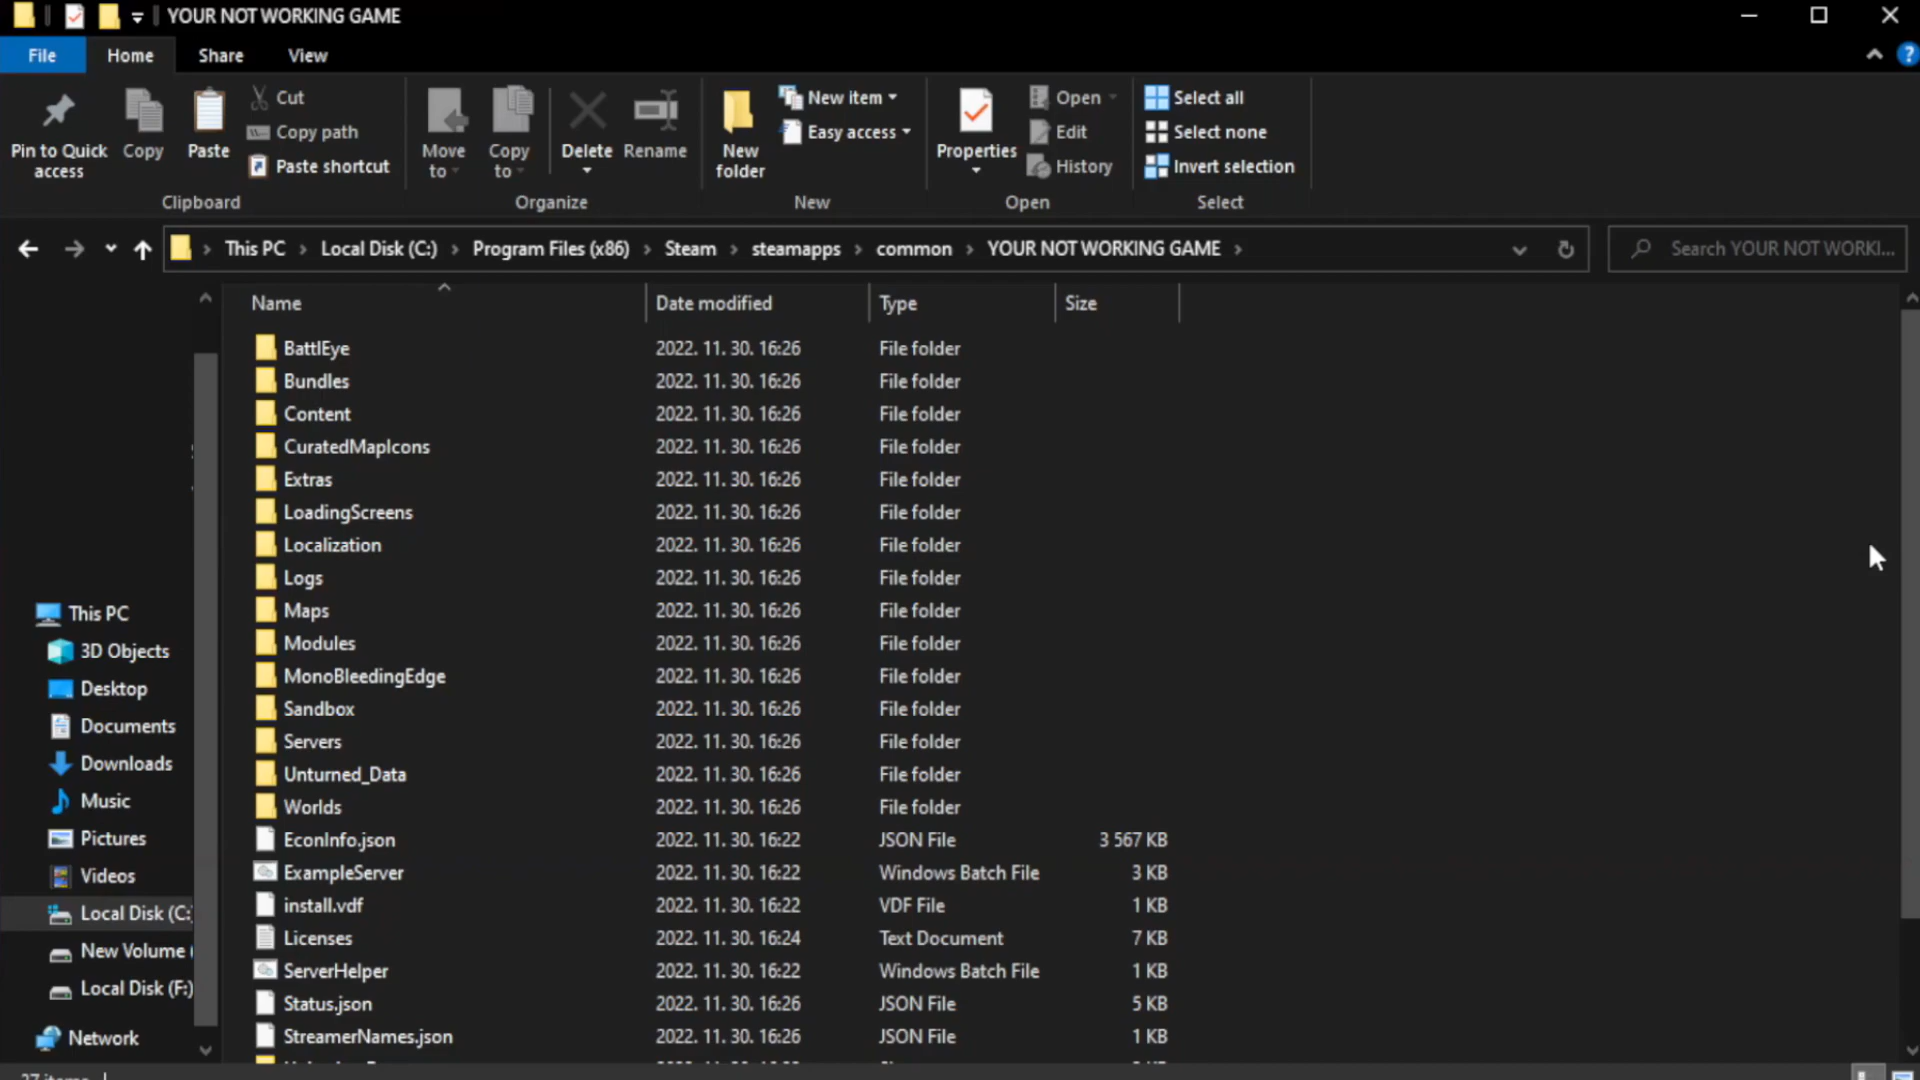 YOUR NOT WORKING GAME
File Home Share View
Pin to Quick access
Copy
Paste
Cut
Copy path
Paste shortcut
Clipboard
Move to
Copy to
Delete
Rename
Organize
New folder
New item
Easy access
New
Properties
Open
Edit
History
Open
Select all
Select none
Invert selection
Select
This PC > Local Disk (C:) > Program Files (x86) > Steam > steamapps > common > YOUR NOT WORKING GAME >
Search YOUR NOT WORKI...
This PC
3D Objects
Desktop
Documents
Downloads
Music
Pictures
Videos
Local Disk (C:
New Volume (
Local Disk (F:)
Network
Name Date modified Type Size
BattlEye 2022. 11. 30. 16:26 File folder
Bundles 2022. 11. 30. 16:26 File folder
Content 2022. 11. 30. 16:26 File folder
CuratedMapIcons 2022. 11. 30. 16:26 File folder
Extras 2022. 11. 30. 16:26 File folder
LoadingScreens 2022. 11. 30. 16:26 File folder
Localization 2022. 11. 30. 16:26 File folder
Logs 2022. 11. 30. 16:26 File folder
Maps 2022. 11. 30. 16:26 File folder
Modules 2022. 11. 30. 16:26 File folder
MonoBleedingEdge 2022. 11. 30. 16:26 File folder
Sandbox 2022. 11. 30. 16:26 File folder
Servers 2022. 11. 30. 16:26 File folder
Unturned_Data 2022. 11. 30. 16:26 File folder
Worlds 2022. 11. 30. 16:26 File folder
EconInfo.json 2022. 11. 30. 16:22 JSON File 3 567 KB
ExampleServer 2022. 11. 30. 16:22 Windows Batch File 3 KB
install.vdf 2022. 11. 30. 16:22 VDF File 1 KB
Licenses 2022. 11. 30. 16:24 Text Document 7 KB
ServerHelper 2022. 11. 30. 16:22 Windows Batch File 1 KB
Status.json 2022. 11. 30. 16:26 JSON File 5 KB
StreamerNames.json 2022. 11. 30. 16:26 JSON File 1 KB